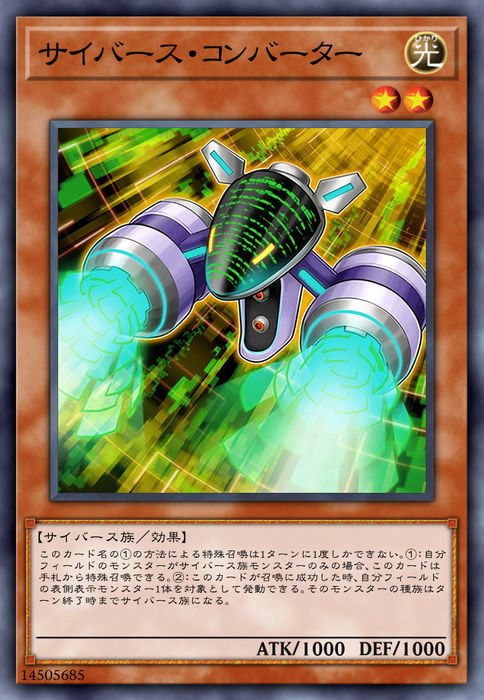 サイバース・コンバーター
ひかり
光
【サイバース族／効果】
このカード名の①の方法による特殊召喚は1ターンに1度しかできない。①：自分
フィールドのモンスターがサイバース族モンスターのみの場合、このカードは
手札から特殊召喚できる。②：このカードが召喚に成功した時、自分フィールド
の表側表示モンスター1体を対象として発動できる。そのモンスターの種族はタ
ーン終了時までサイバース族になる。
ATK/1000 DEF/1000
14505685